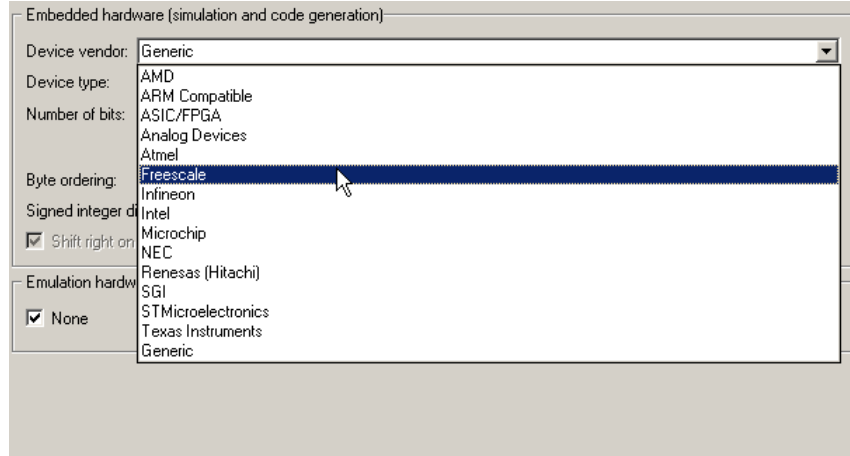 Embedded hardware (simulation and code generation)
Device vendor: Generic
Device type:
AMD
ARM Compatible
Number of bits:
ASIC/FPGA
Analog Devices
Atmel
Byte ordering:
Freescale
Infineon
Signed integer di
Intel
Microchip
Shift right on
NEC
Renesas (Hitachi)
Emulation hardw
SGI
None
STMicroelectronics
Texas Instruments
Generic